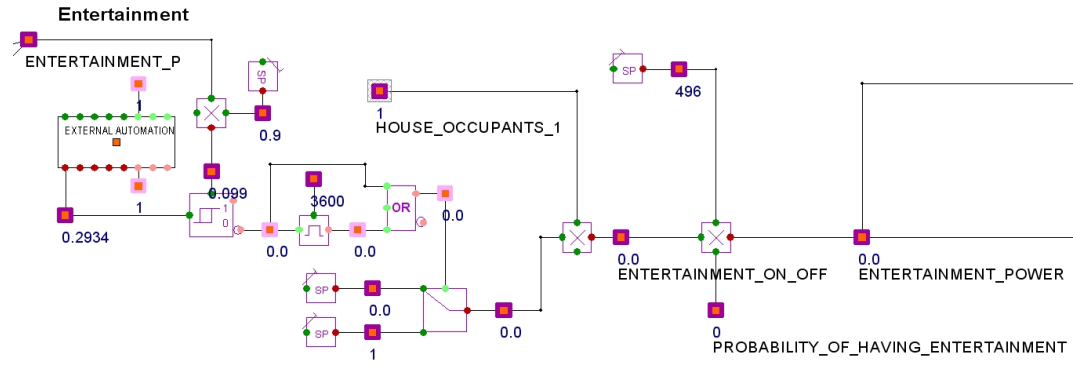 Entertainment
ENTERTAINMENT_P
SP
SP
496
1
0.9
1
HOUSE_OCCUPANTS_1
EXTERNAL AUTOMATION
0.099
1
3600
1
0
OR
0.0
0.2934
0.0
0.0
0.0
ENTERTAINMENT_ON_OFF
0.0
ENTERTAINMENT_POWER
SP
0.0
0.0
SP
1
0
PROBABILITY_OF_HAVING_ENTERTAINMENT